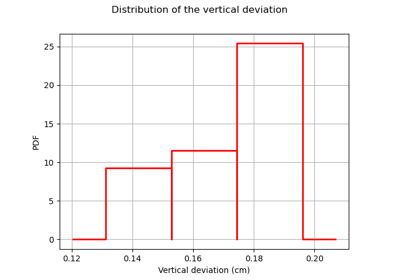 Distribution of the vertical deviation
25
20
15
10
5
0
PDF
0.12 0.14 0.16 0.18 0.20
Vertical deviation (cm)